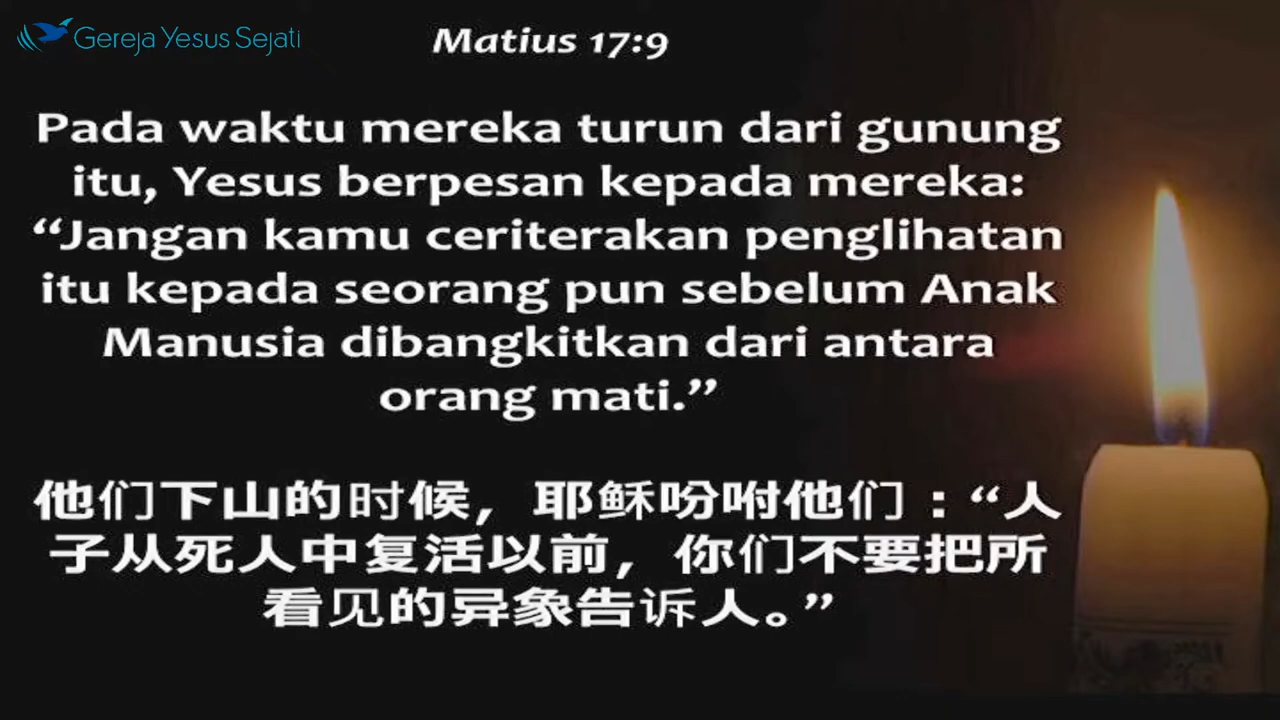 Gereja Yesus Sejati
Matius 17:9
Pada waktu mereka turun dari gunung
itu, Yesus berpesan kepada mereka:
“Jangan kamu ceriterakan penglihatan
itu kepada seorang pun sebelum Anak
Manusia dibangkitkan dari antara
orang mati.”
他们下山的时候，耶稣吩咐他们：“人
子从死人中复活以前，你们不要把所
看见的异象告诉人。”